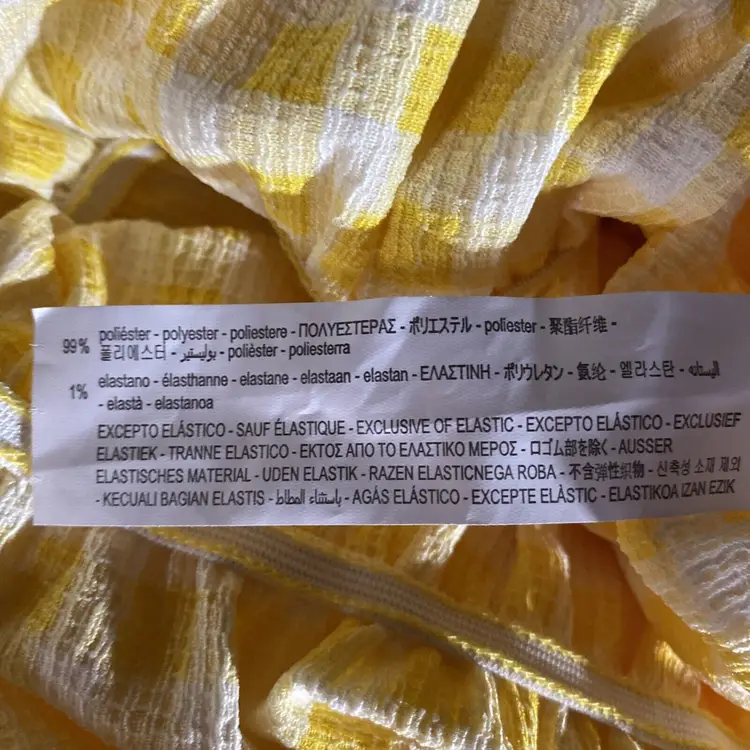 99% poliéster - polyester - poliestere - ΠΟΛΥΕΣΤΕΡΑΣ - ポリエステル - poliester - 聚酯纤维 -
폴리에스터 - بوليستير - polièster - poliesterra
1% elastano - élasthanne - elastane - elastaan - elastan - ΕΛΑΣΤΙΝΗ - ポリウレタン - 氨纶 - 엘라스탄 - اليستانه
- elastà - elastanoa
EXCEPTO ELÁSTICO - SAUF ÉLASTIQUE - EXCLUSIVE OF ELASTIC - EXCEPTO ELÁSTICO - EXCLUSIEF
ELASTIEK - TRANNE ELASTICO - ΕΚΤΟΣ ΑΠΟ ΤΟ ΕΛΑΣΤΙΚΟ ΜΕΡΟΣ - ロゴム部を除く - AUSSER
ELASTISCHES MATERIAL - UDEN ELASTIK - RAZEN ELASTICNEGA ROBA - 不含弹性织物 - 신축성 소재 제외
- KECUALI BAGIAN ELASTIS - باستثناء المطاط - AGÁS ELÁSTICO - EXCEPTE ELÀSTIC - ELASTIKOA IZAN EZIK